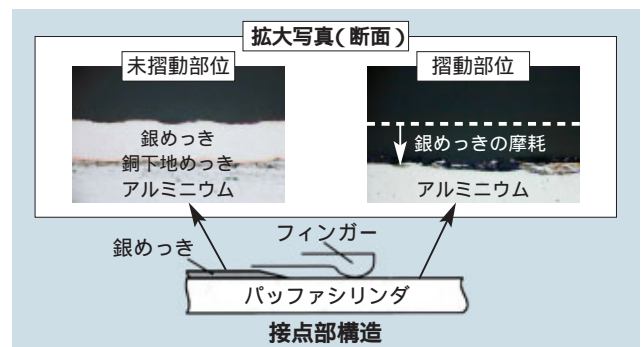 拡大写真(断面)
未摺動部位
摺動部位
銀めっき
銅下地めっき
アルミニウム
銀めっきの摩耗
アルミニウム
フィンガー
銀めっき
パッファシリンダ
接点部構造